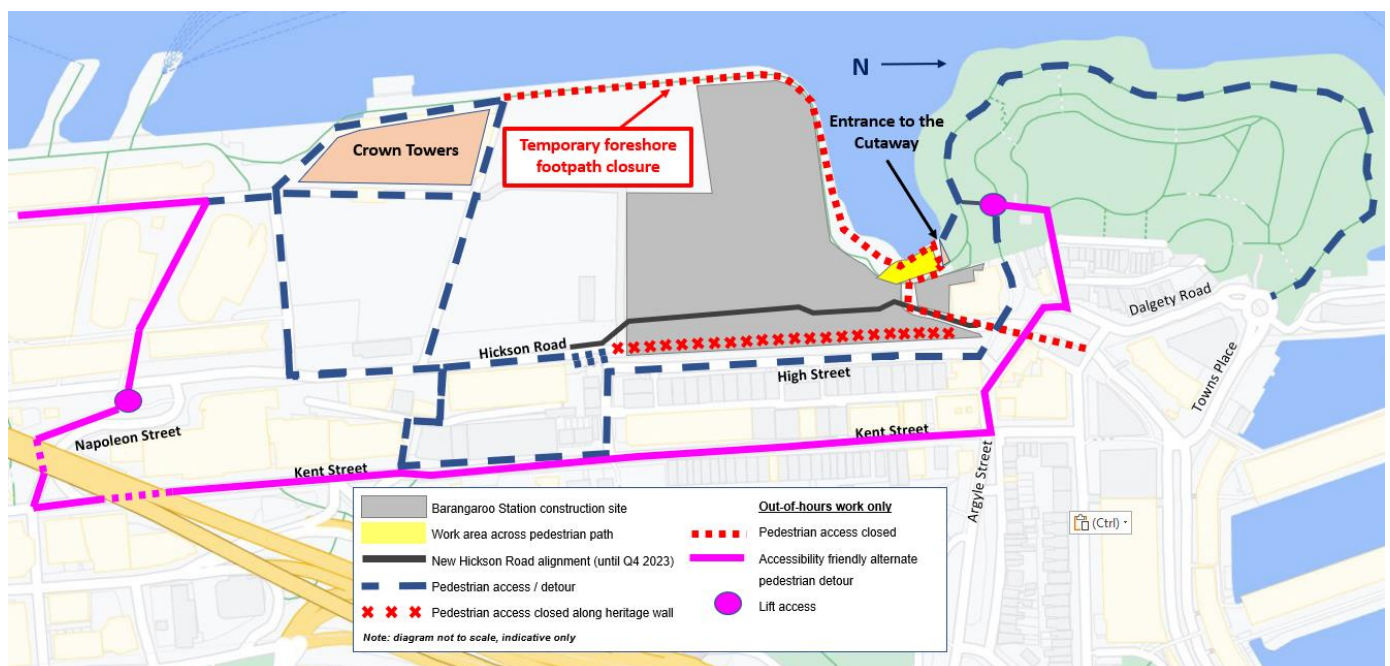 N
Entrance to the
Cutaway
Crown Towers
Temporary foreshore
footpath closure
Dalgety Road
Hickson Road
High Street
Towns Place
Napoleon Street
Kent Street
Kent Street
Argyle Street
Barangaroo Station construction site
Work area across pedestrian path
New Hickson Road alignment (until Q4 2023)
Pedestrian access / detour
Pedestrian access closed along heritage wall
Note: diagram not to scale, indicative only
Out-of-hours work only
Pedestrian access closed
Accessibility friendly alternate
pedestrian detour
Lift access
(Ctrl)